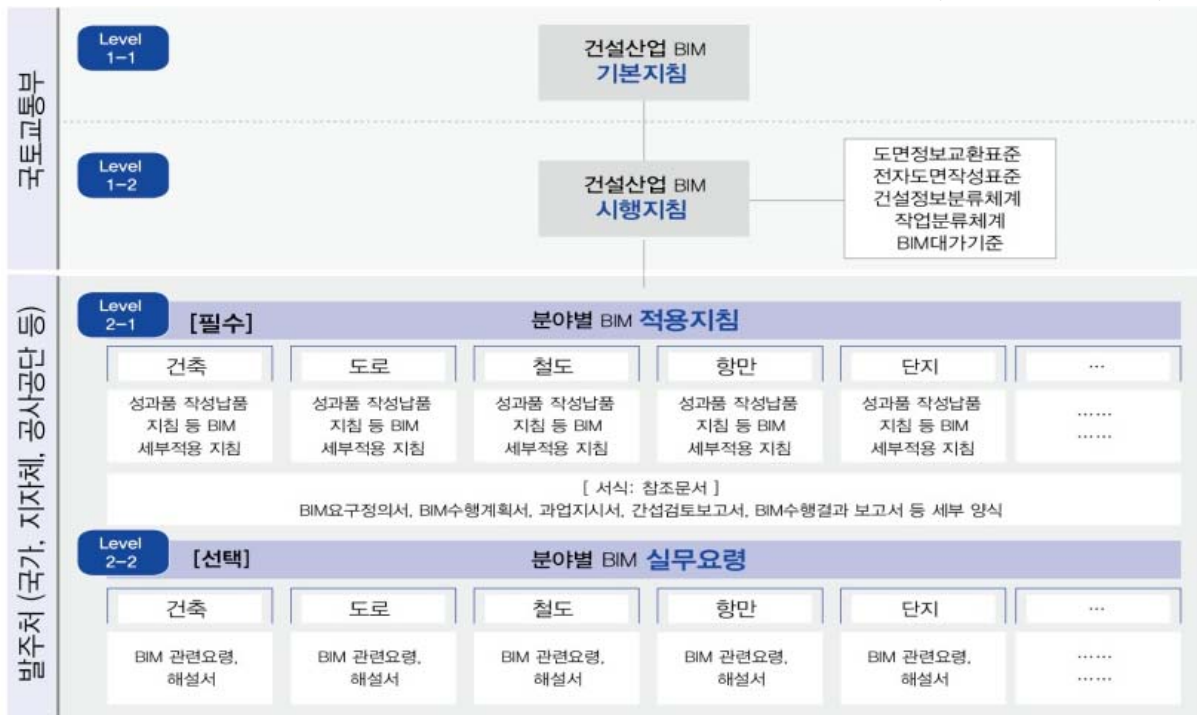 국토교통부
Level
1-1
건설산업 BIM
기본지침
Level
1-2
건설산업 BIM
시행지침
도면정보교환표준
전자도면작성표준
건설정보분류체계
작업분류체계
BIM대가기준
발주처 (국가, 지자체, 공사공단 등)
Level
2-1
[필수]
분야별 BIM 적용지침
건축
도로
철도
항만
단지
...
성과품 작성납품
지침 등 BIM
세부적용 지침
성과품 작성납품
지침 등 BIM
세부적용 지침
성과품 작성납품
지침 등 BIM
세부적용 지침
성과품 작성납품
지침 등 BIM
세부적용 지침
성과품 작성납품
지침 등 BIM
세부적용 지침
……
……
[ 서식: 참조문서 ]
BIM요구정의서, BIM수행계획서, 과업지시서, 간섭검토보고서, BIM수행결과 보고서 등 세부 양식
Level
2-2
[선택]
분야별 BIM 실무요령
건축
도로
철도
항만
단지
...
BIM 관련요령,
해설서
BIM 관련요령,
해설서
BIM 관련요령,
해설서
BIM 관련요령,
해설서
BIM 관련요령,
해설서
……
……